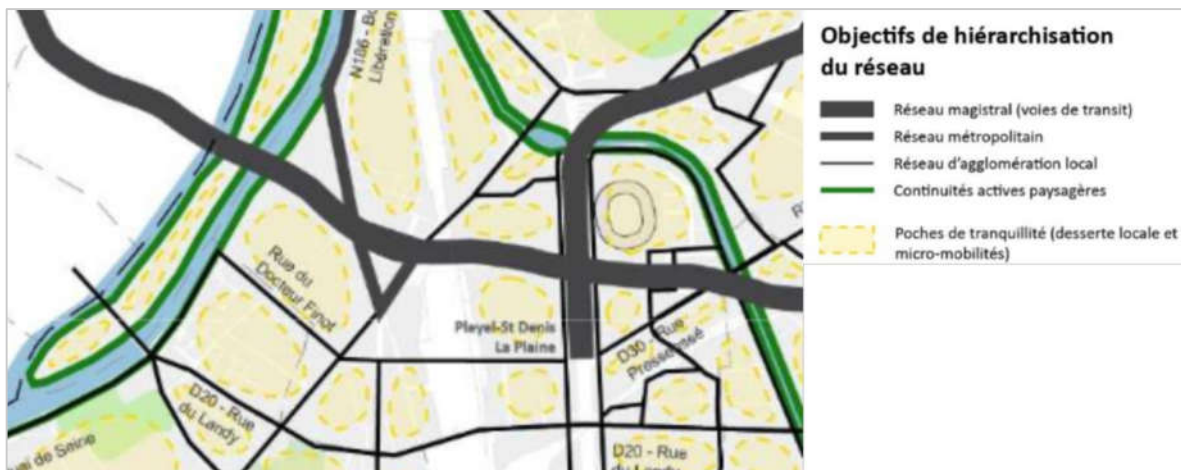 N186 - Bo
Libération
Rue du
Docteur Finot
Pleyel-St Denis
La Plaine
D30 - Rue
Pressensé
D20 - Rue
du Landy
de Seine
D20 - Rue
du Landy
Objectifs de hiérarchisation
du réseau
Réseau magistral (voies de transit)
Réseau métropolitain
Réseau d'agglomération local
Continuités actives paysagères
Poches de tranquillité (desserte locale et
micro-mobilités)